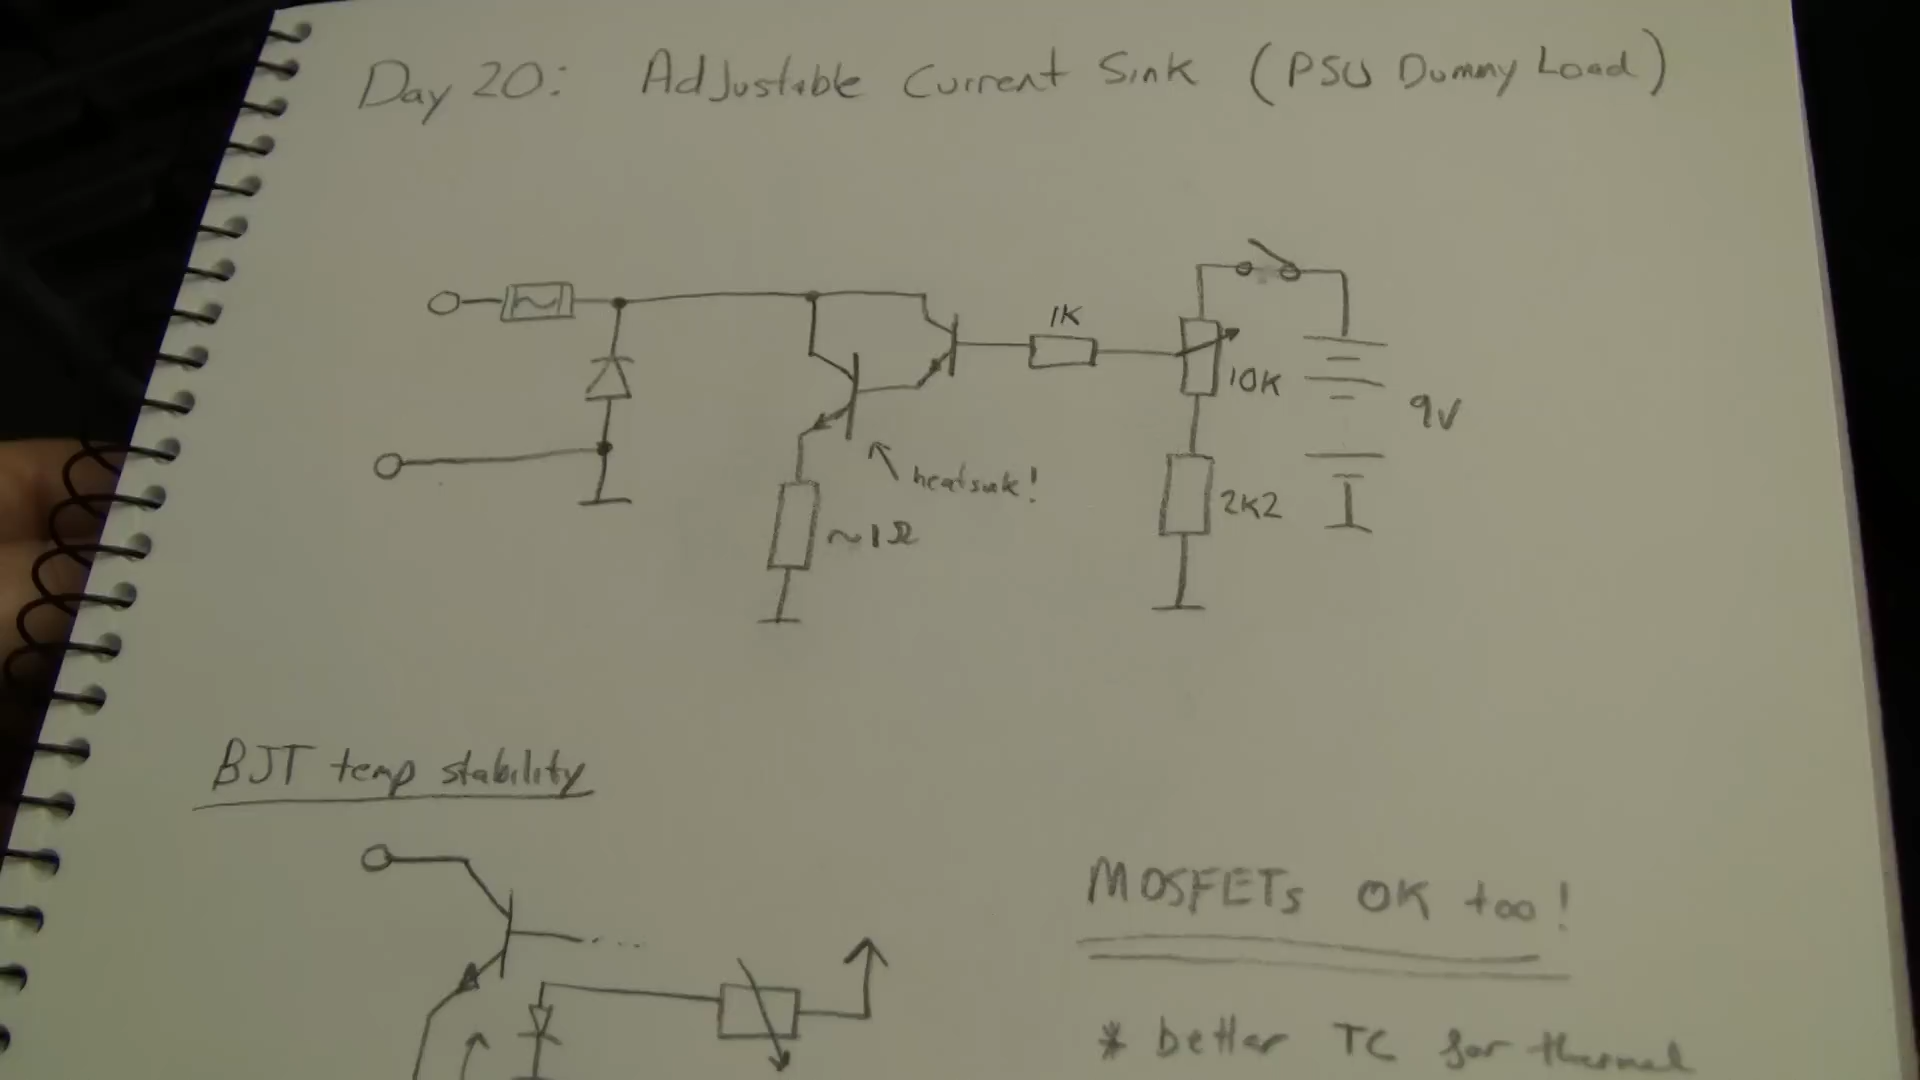 Day 20: Adjustable Current Sink (PSU Dummy Load)
1K
10K
9V
heatsink!
2K2
~1Ω
BJT temp stability
MOSFETs OK too!
* better TC for thermal